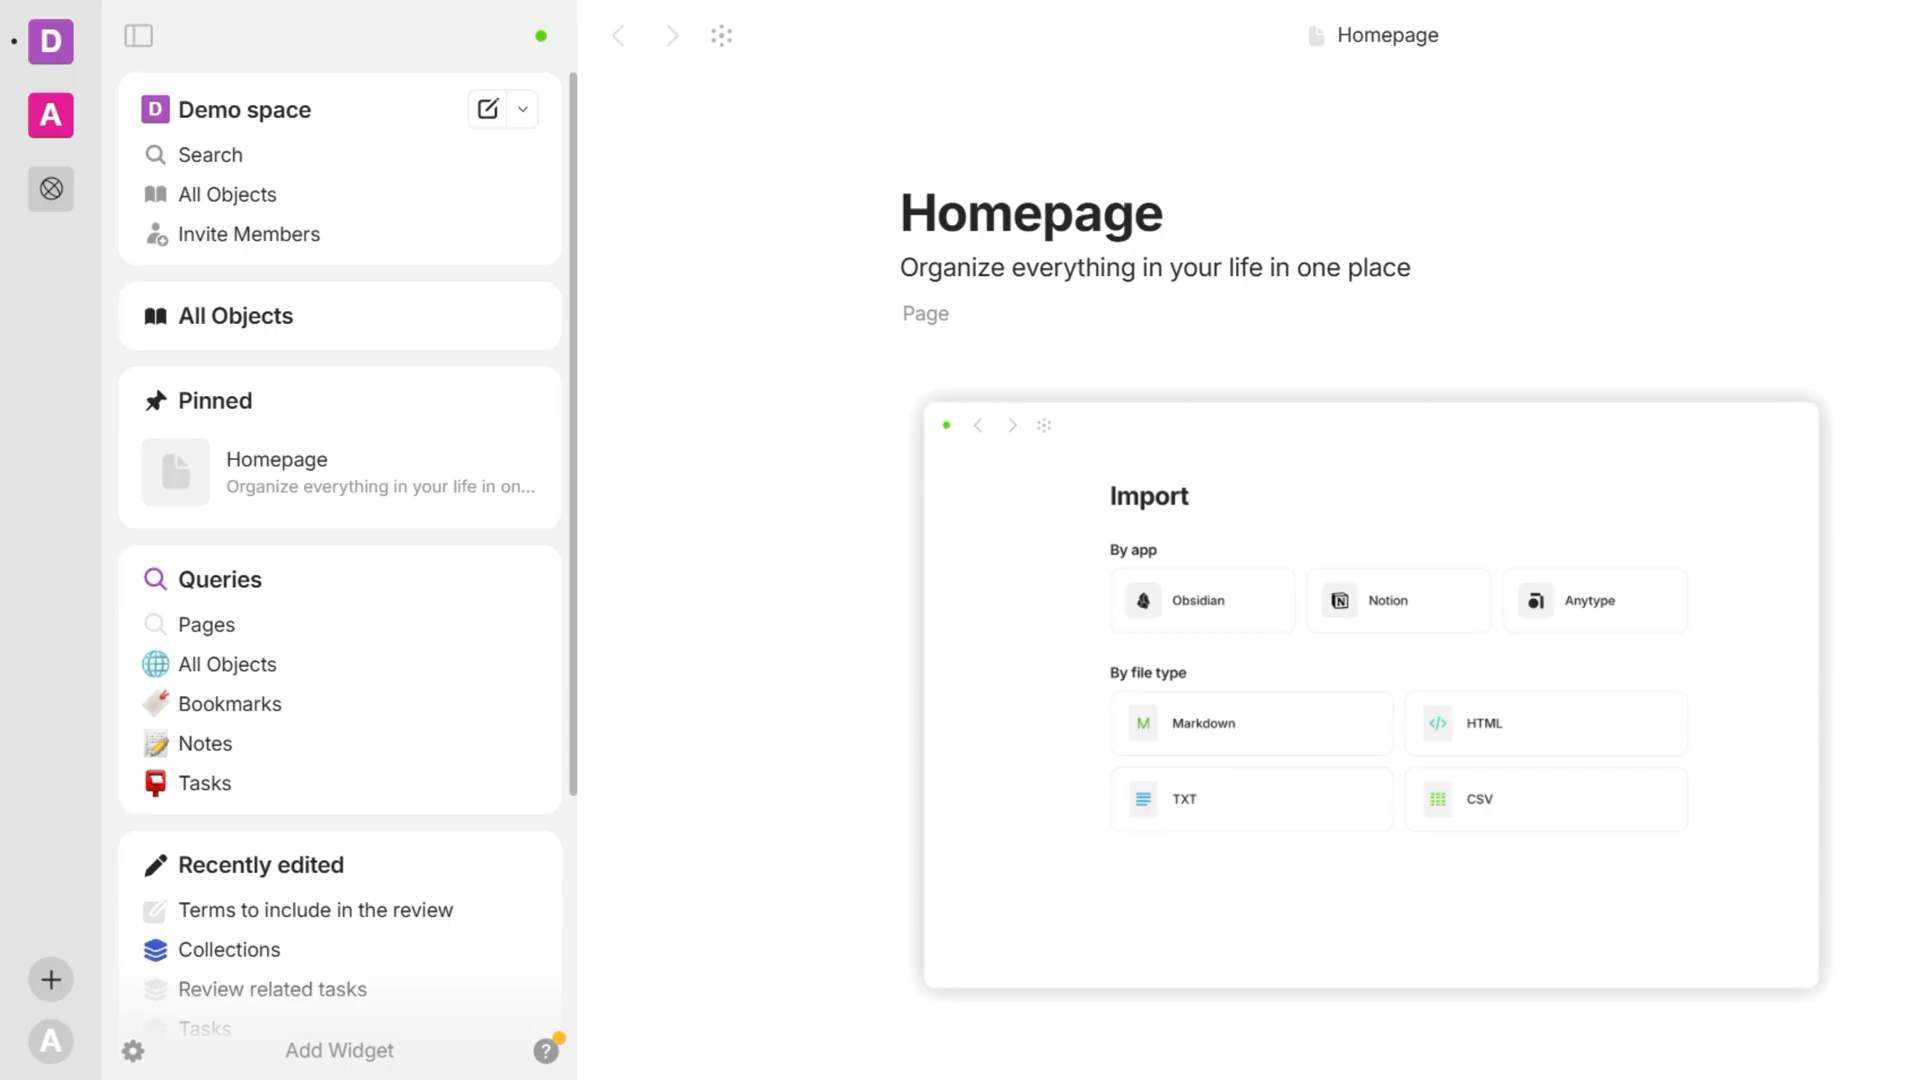 D
A
A
D Demo space
Search
All Objects
Invite Members
All Objects
Pinned
Homepage
Organize everything in your life in on...
Queries
Pages
All Objects
Bookmarks
Notes
Tasks
Recently edited
Terms to include in the review
Collections
Review related tasks
Tasks
Add Widget
?
Homepage
Homepage
Organize everything in your life in one place
Page
Import
By app
Obsidian
Notion
Anytype
By file type
M Markdown
</> HTML
TXT
CSV